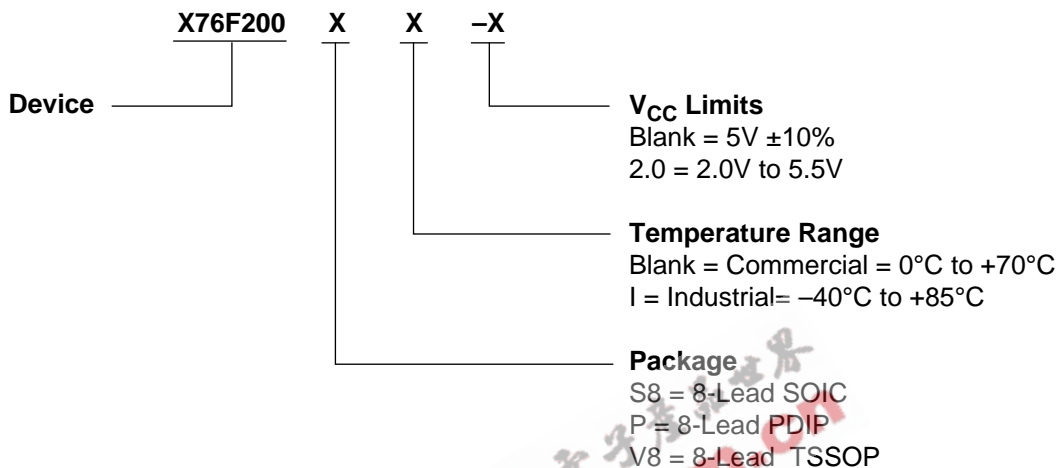 X76F200 X X –X
Device
VCC Limits
Blank = 5V ±10%
2.0 = 2.0V to 5.5V
Temperature Range
Blank = Commercial = 0°C to +70°C
I = Industrial= –40°C to +85°C
Package
S8 = 8-Lead SOIC
P = 8-Lead PDIP
V8 = 8-Lead TSSOP